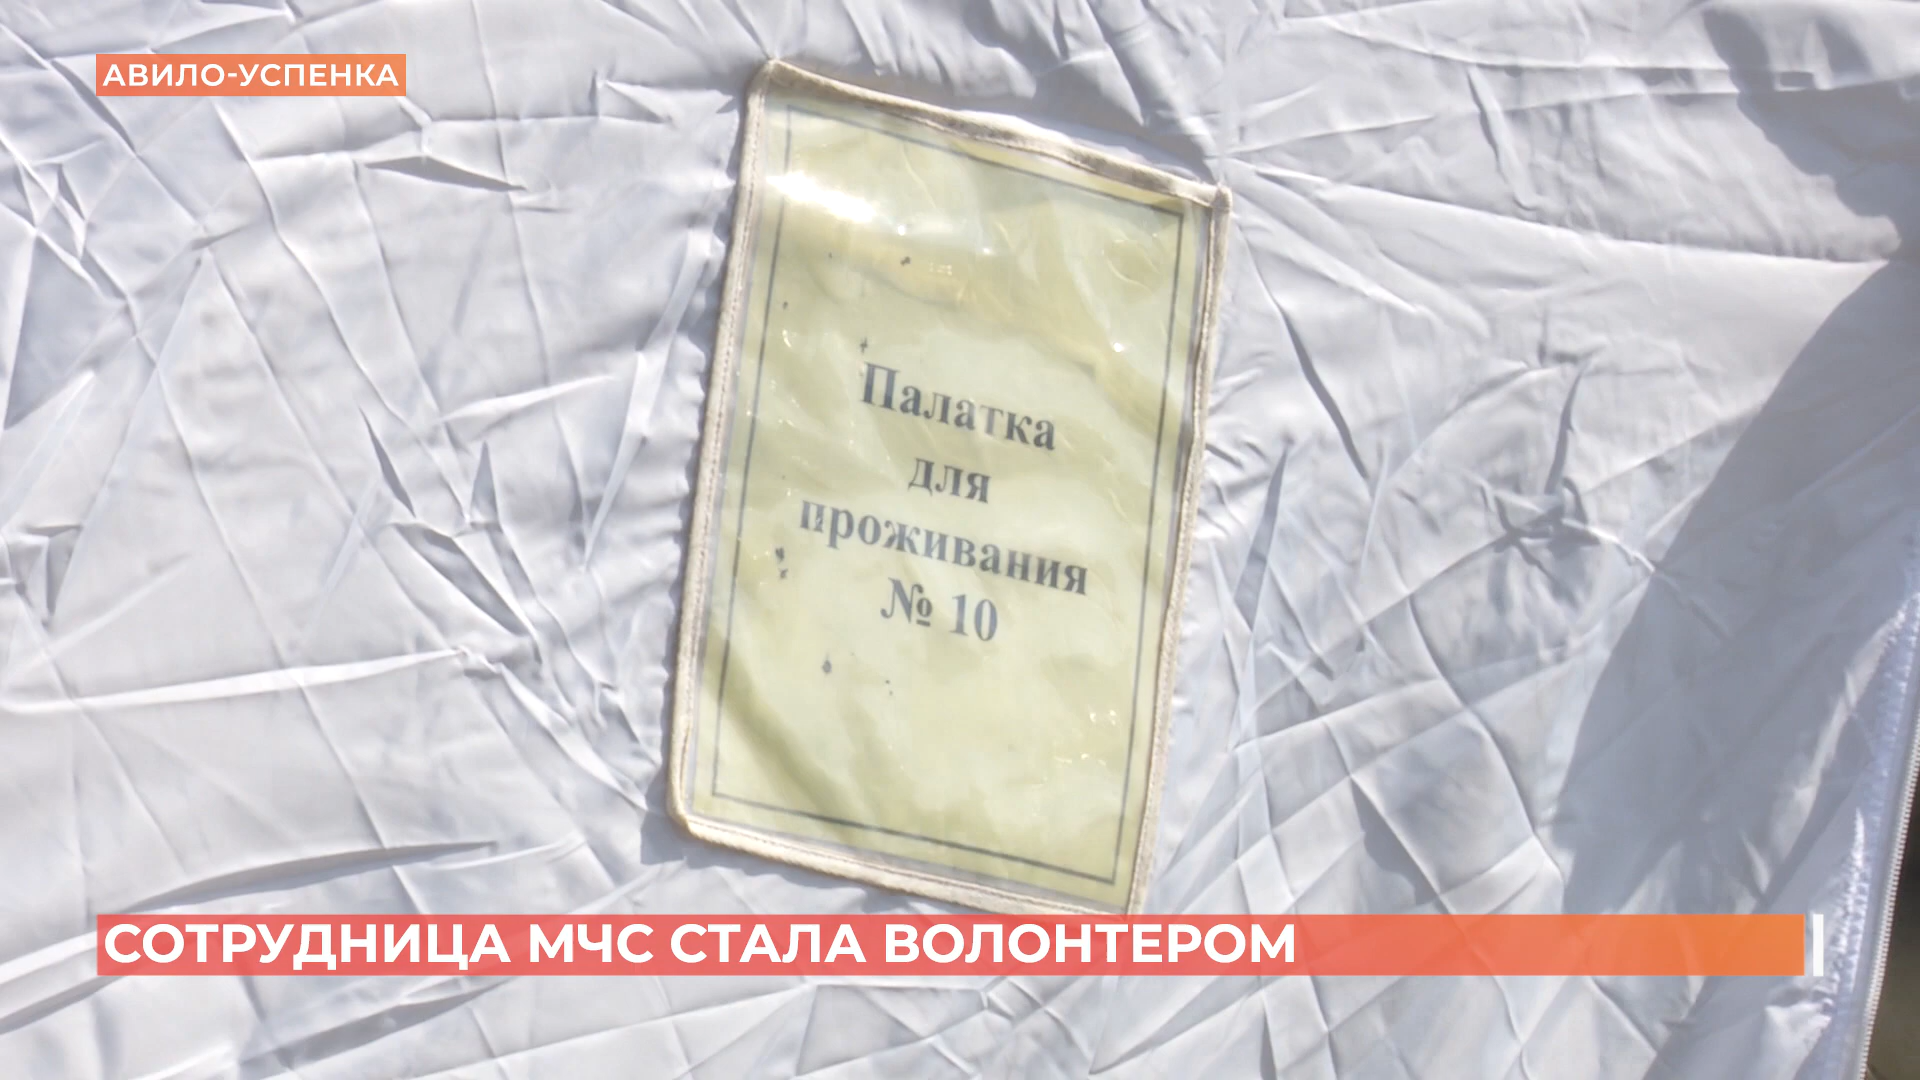 АВИЛО-УСПЕНКА
Палатка
для
проживания
№ 10
СОТРУДНИЦА МЧС СТАЛА ВОЛОНТЕРОМ